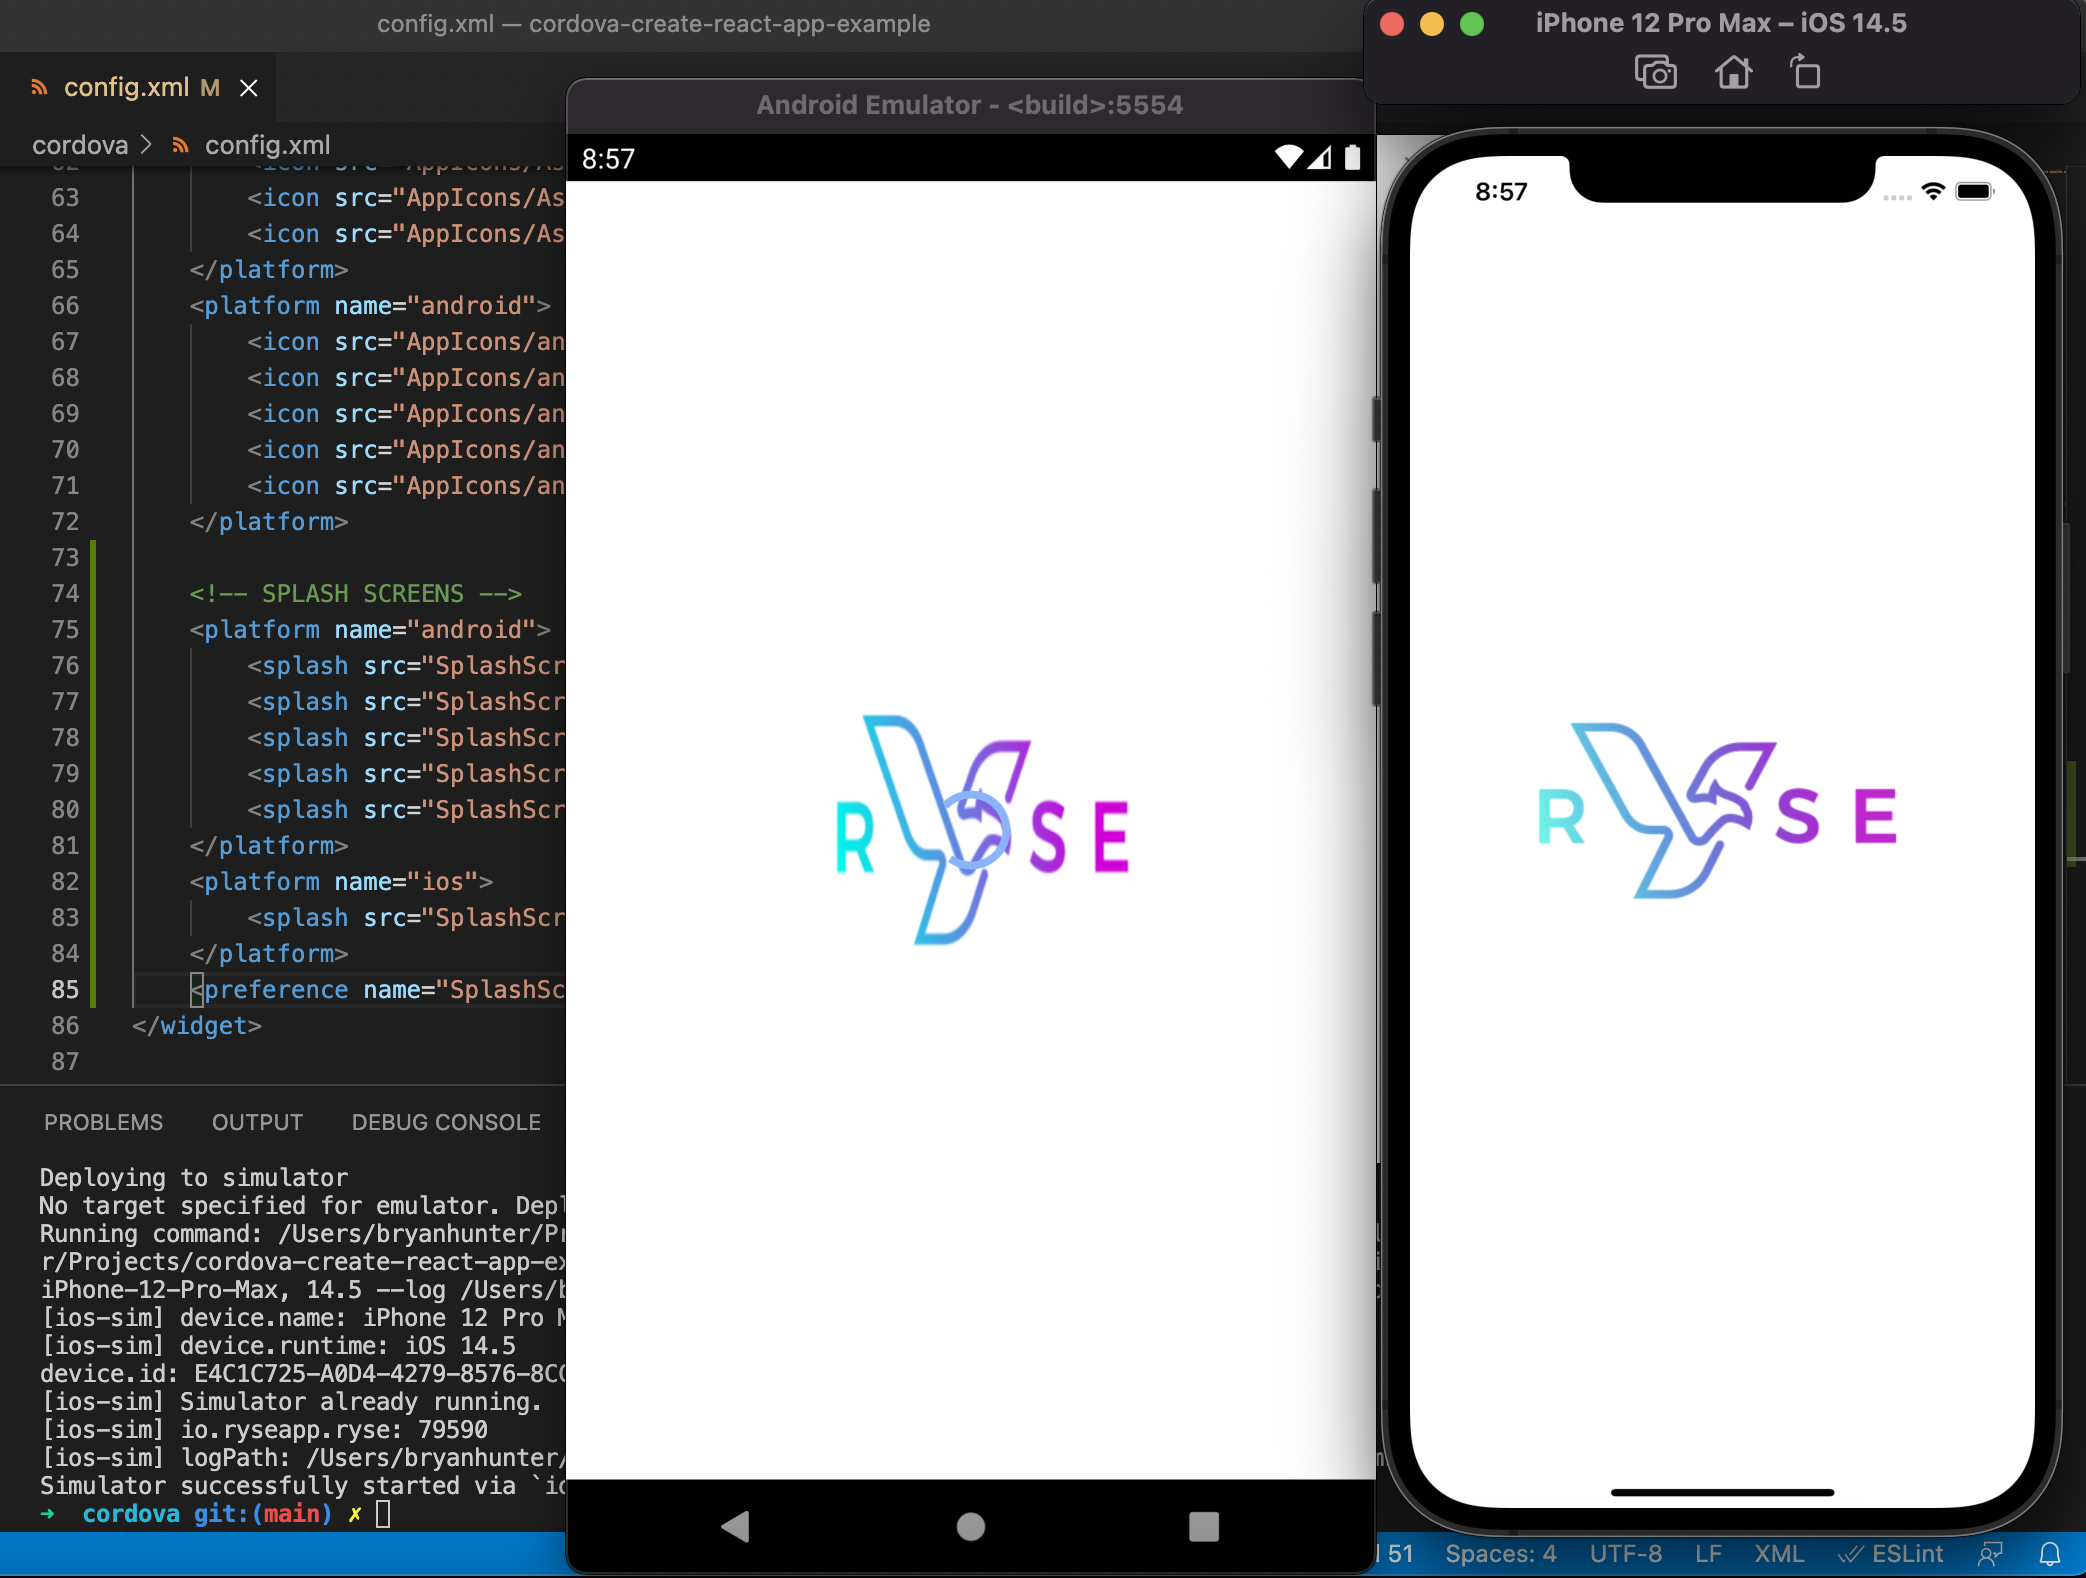 config.xml — cordova-create-react-app-example
config.xml M
cordova > config.xml
63 <icon src="AppIcons/As
64 <icon src="AppIcons/As
65 </platform>
66 <platform name="android">
67 <icon src="AppIcons/an
68 <icon src="AppIcons/an
69 <icon src="AppIcons/an
70 <icon src="AppIcons/an
71 <icon src="AppIcons/an
72 </platform>
73
74 <!-- SPLASH SCREENS -->
75 <platform name="android">
76 <splash src="SplashScr
77 <splash src="SplashScr
78 <splash src="SplashScr
79 <splash src="SplashScr
80 <splash src="SplashScr
81 </platform>
82 <platform name="ios">
83 <splash src="SplashScr
84 </platform>
85 <preference name="SplashSc
86 </widget>
87
PROBLEMS OUTPUT DEBUG CONSOLE
Deploying to simulator
No target specified for emulator. Depl
Running command: /Users/bryanhunter/Pr
r/Projects/cordova-create-react-app-ex
iPhone-12-Pro-Max, 14.5 --log /Users/b
[ios-sim] device.name: iPhone 12 Pro M
[ios-sim] device.runtime: iOS 14.5
device.id: E4C1C725-A0D4-4279-8576-8CC
[ios-sim] Simulator already running.
[ios-sim] io.ryseapp.ryse: 79590
[ios-sim] logPath: /Users/bryanhunter/
Simulator successfully started via `io
➜ cordova git:(main) ✗
Android Emulator - <build>:5554
8:57
RYSE
iPhone 12 Pro Max – iOS 14.5
8:57
RYSE
51 Spaces: 4 UTF-8 LF XML ESLint